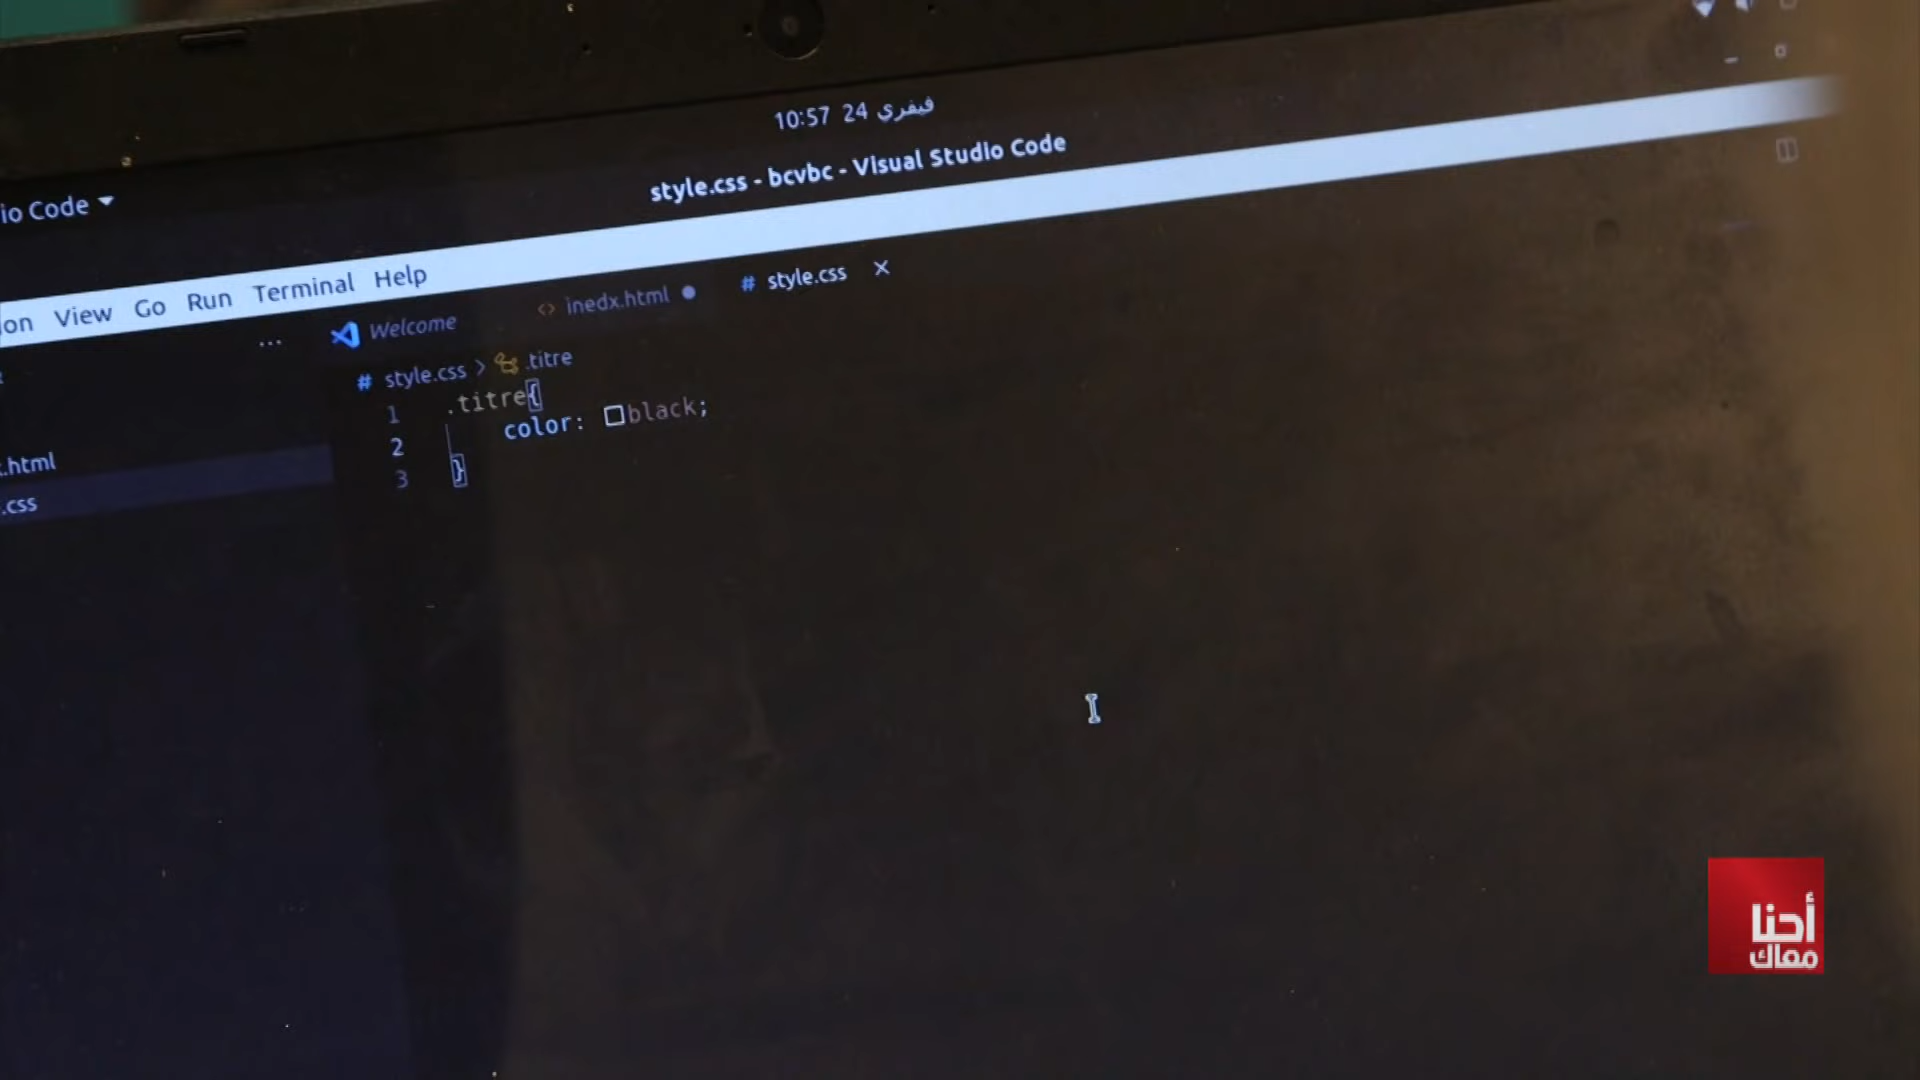 10:57 24 فيفري
io Code
style.css - bcvbc - Visual Studio Code
on View Go Run Terminal Help
Welcome
inedx.html
# style.css ×
...
# style.css > .titre
1 .titre{
2 color: black;
3 }
.html
.css
أحنا
معاك